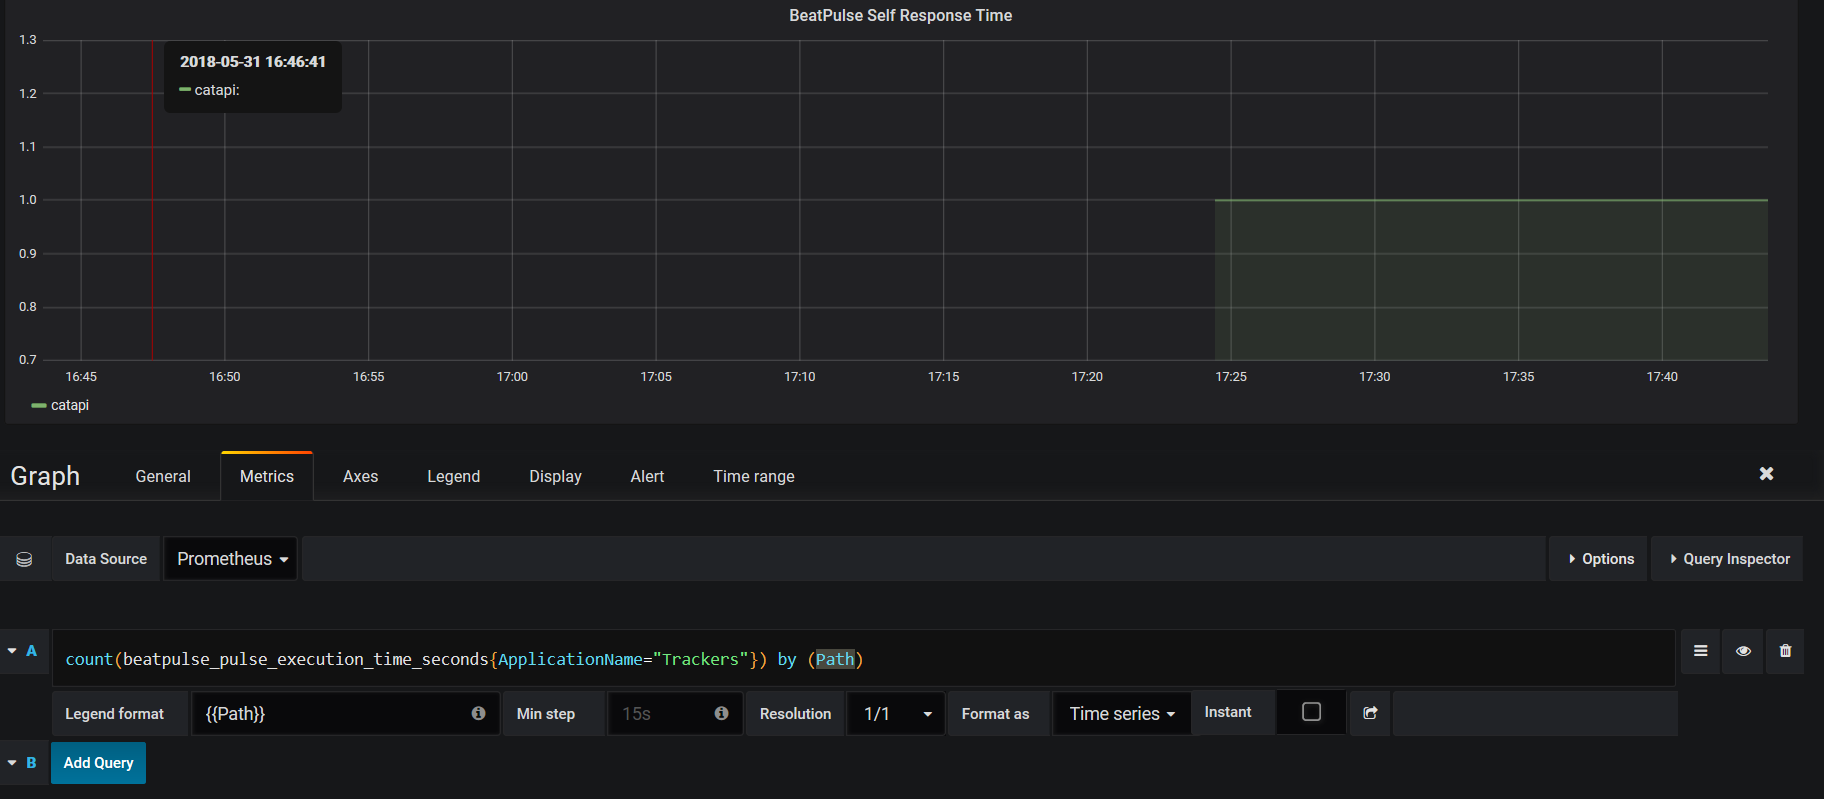 BeatPulse Self Response Time
1.3
1.2
1.1
1.0
0.9
0.8
0.7
2018-05-31 16:46:41
catapi:
16:45 16:50 16:55 17:00 17:05 17:10 17:15 17:20 17:25 17:30 17:35 17:40
catapi
Graph General Metrics Axes Legend Display Alert Time range
Data Source Prometheus Options Query Inspector
A count(beatpulse_pulse_execution_time_seconds{ApplicationName="Trackers"}) by (Path)
Legend format {{Path}} Min step 15s Resolution 1/1 Format as Time series Instant
B Add Query